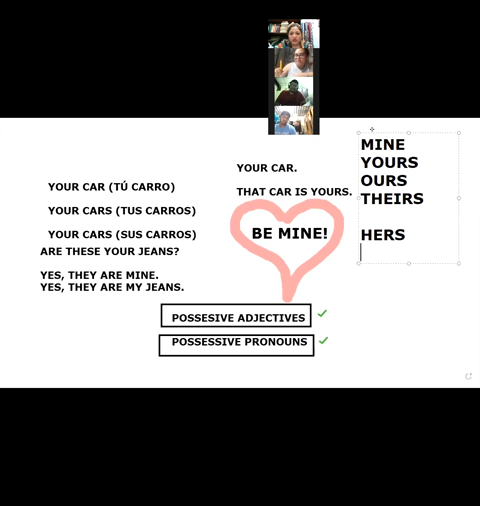 YOUR CAR (TÚ CARRO)
YOUR CARS (TUS CARROS)
YOUR CARS (SUS CARROS)
ARE THESE YOUR JEANS?
YES, THEY ARE MINE.
YES, THEY ARE MY JEANS.
YOUR CAR.
THAT CAR IS YOURS.
BE MINE!
POSSESIVE ADJECTIVES
POSSESSIVE PRONOUNS
MINE
YOURS
OURS
THEIRS
HERS